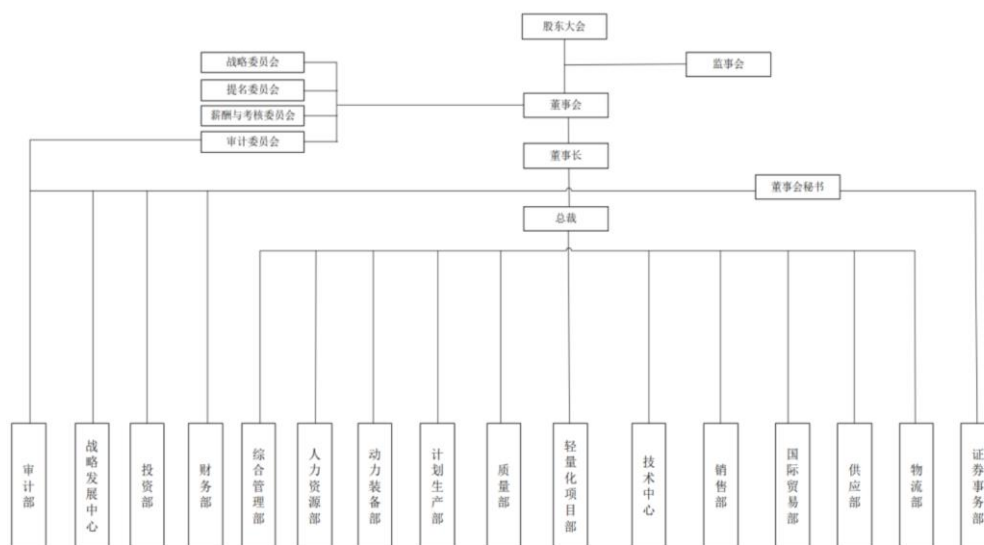 股东大会
战略委员会
监事会
提名委员会
董事会
薪酬与考核委员会
审计委员会
董事长
董事会秘书
总裁
审计部
战略发展中心
投资部
财务部
综合管理部
人力资源部
动力装备部
计划生产部
质量部
轻量化项目部
技术中心
销售部
国际贸易部
供应部
物流部
证券事务部